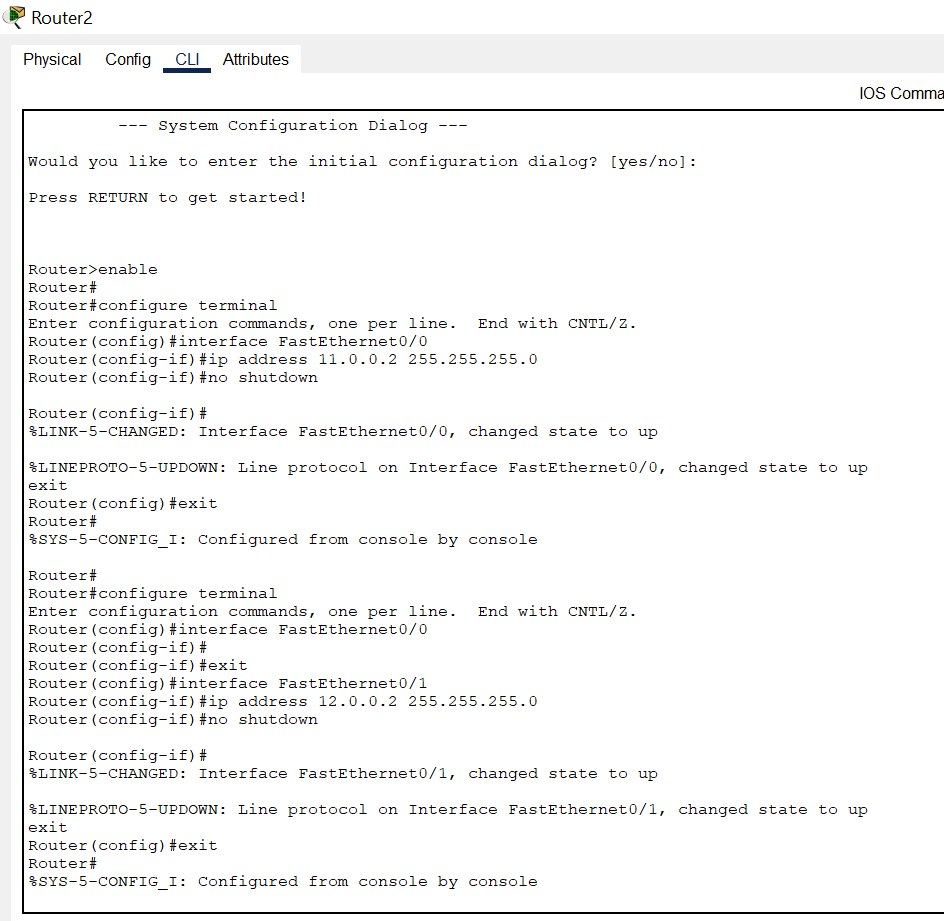 Router2
Physical Config CLI Attributes
IOS Comma
--- System Configuration Dialog ---
Would you like to enter the initial configuration dialog? [yes/no]:
Press RETURN to get started!
Router>enable
Router#
Router#configure terminal
Enter configuration commands, one per line.  End with CNTL/Z.
Router(config)#interface FastEthernet0/0
Router(config-if)#ip address 11.0.0.2 255.255.255.0
Router(config-if)#no shutdown
Router(config-if)#
%LINK-5-CHANGED: Interface FastEthernet0/0, changed state to up
%LINEPROTO-5-UPDOWN: Line protocol on Interface FastEthernet0/0, changed state to up
exit
Router(config)#exit
Router#
%SYS-5-CONFIG_I: Configured from console by console
Router#
Router#configure terminal
Enter configuration commands, one per line.  End with CNTL/Z.
Router(config)#interface FastEthernet0/0
Router(config-if)#
Router(config-if)#exit
Router(config)#interface FastEthernet0/1
Router(config-if)#ip address 12.0.0.2 255.255.255.0
Router(config-if)#no shutdown
Router(config-if)#
%LINK-5-CHANGED: Interface FastEthernet0/1, changed state to up
%LINEPROTO-5-UPDOWN: Line protocol on Interface FastEthernet0/1, changed state to up
exit
Router(config)#exit
Router#
%SYS-5-CONFIG_I: Configured from console by console